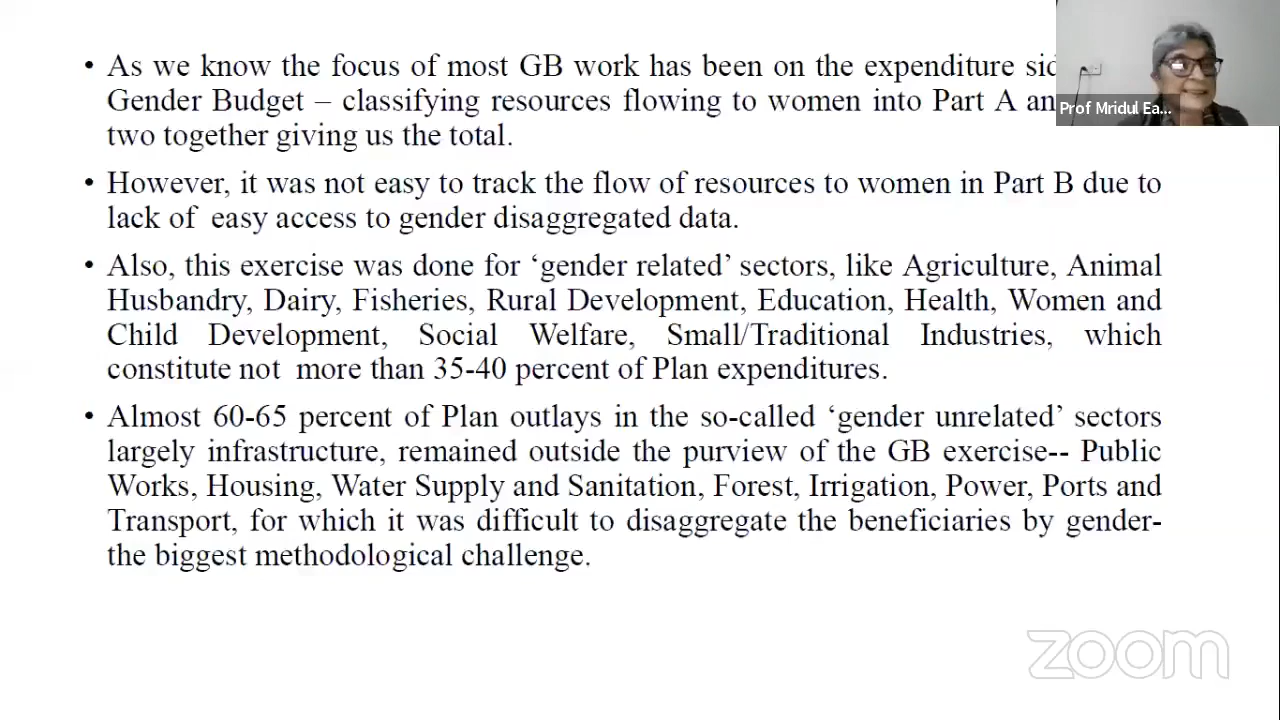 • As we know the focus of most GB work has been on the expenditure sid
Gender Budget – classifying resources flowing to women into Part A an
two together giving us the total.
• However, it was not easy to track the flow of resources to women in Part B due to
lack of easy access to gender disaggregated data.
• Also, this exercise was done for ‘gender related’ sectors, like Agriculture, Animal
Husbandry, Dairy, Fisheries, Rural Development, Education, Health, Women and
Child Development, Social Welfare, Small/Traditional Industries, which
constitute not more than 35-40 percent of Plan expenditures.
• Almost 60-65 percent of Plan outlays in the so-called ‘gender unrelated’ sectors
largely infrastructure, remained outside the purview of the GB exercise-- Public
Works, Housing, Water Supply and Sanitation, Forest, Irrigation, Power, Ports and
Transport, for which it was difficult to disaggregate the beneficiaries by gender-
the biggest methodological challenge.
Prof Mridul Ea...
zoom